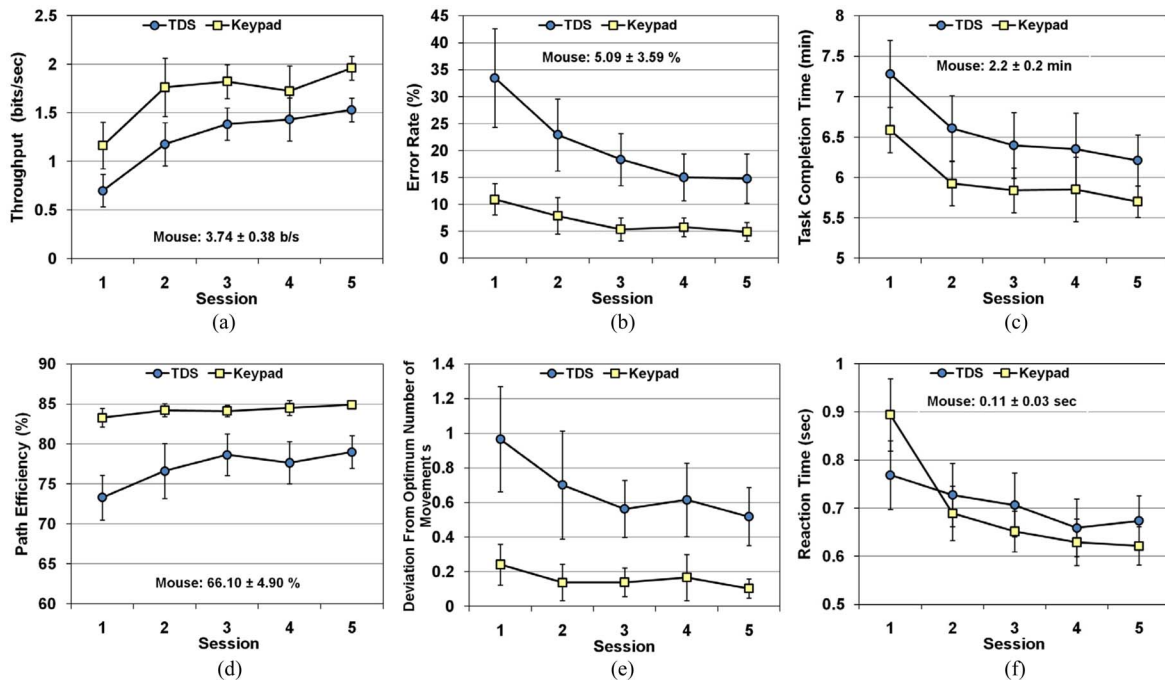 TDS Keypad
Throughput (bits/sec)
2.5
2
1.5
1
0.5
0
Mouse: 3.74 ± 0.38 b/s
1 2 3 4 5
Session
(a)
TDS Keypad
Error Rate (%)
45
40
35
30
25
20
15
10
5
0
Mouse: 5.09 ± 3.59 %
1 2 3 4 5
Session
(b)
TDS Keypad
Task Completion Time (min)
8
7.5
7
6.5
6
5.5
5
Mouse: 2.2 ± 0.2 min
1 2 3 4 5
Session
(c)
TDS Keypad
Path Efficiency (%)
90
85
80
75
70
65
60
Mouse: 66.10 ± 4.90 %
1 2 3 4 5
Session
(d)
TDS Keypad
Deviation From Optimum Number of
Movement s
1.4
1.2
1
0.8
0.6
0.4
0.2
0
1 2 3 4 5
Session
(e)
TDS Keypad
Reaction Time (sec)
1
0.9
0.8
0.7
0.6
0.5
Mouse: 0.11 ± 0.03 sec
1 2 3 4 5
Session
(f)